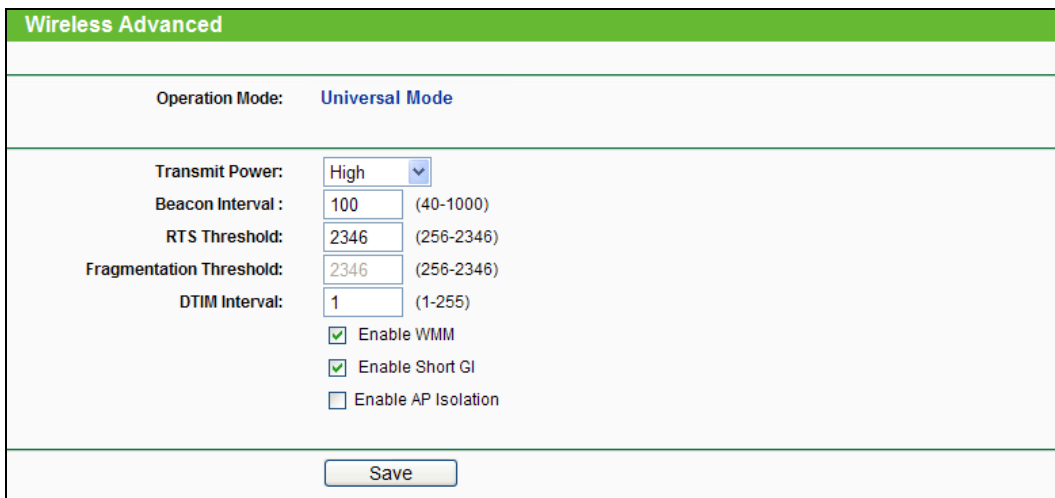 Wireless Advanced
Operation Mode: Universal Mode
Transmit Power: High
Beacon Interval : 100 (40-1000)
RTS Threshold: 2346 (256-2346)
Fragmentation Threshold: 2346 (256-2346)
DTIM Interval: 1 (1-255)
Enable WMM
Enable Short GI
Enable AP Isolation
Save